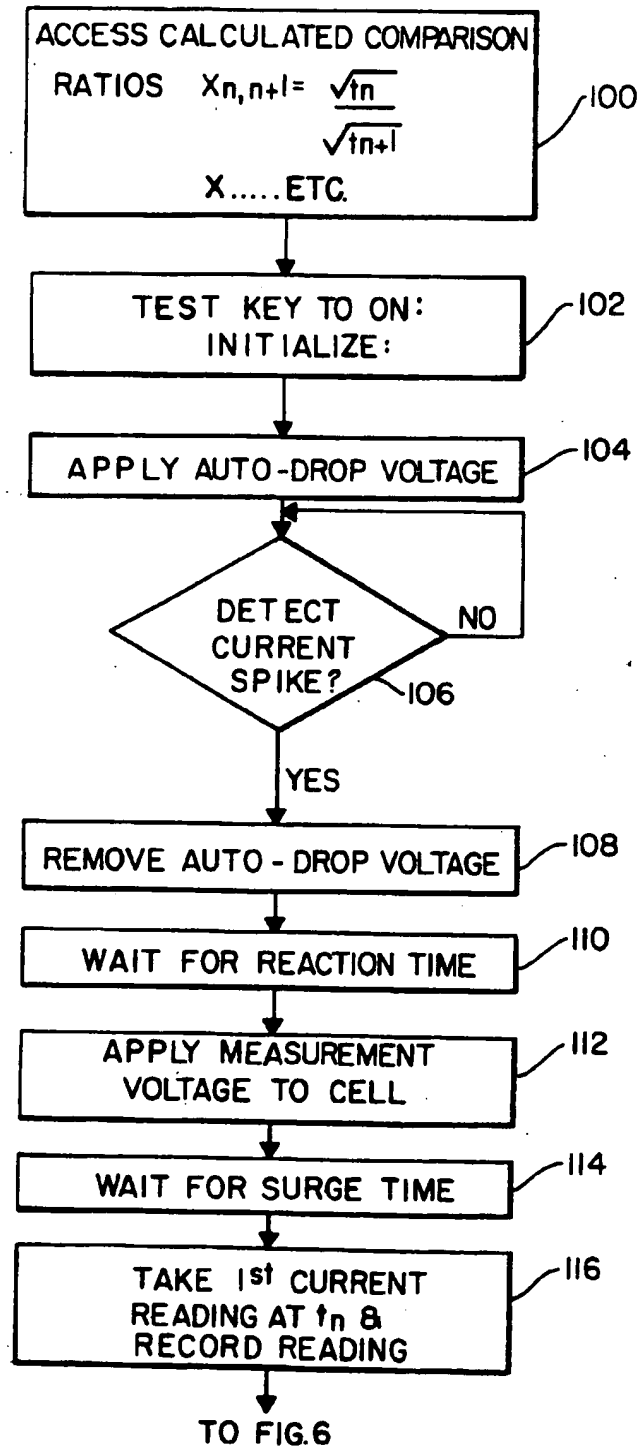 ACCESS CALCULATED COMPARISON
RATIOS Xn,n+1= √tn
√tn+1
X.....ETC.
100
TEST KEY TO ON:
INITIALIZE:
102
APPLY AUTO-DROP VOLTAGE
104
DETECT
CURRENT
SPIKE?
NO
106
YES
REMOVE AUTO-DROP VOLTAGE
108
WAIT FOR REACTION TIME
110
APPLY MEASUREMENT
VOLTAGE TO CELL
112
WAIT FOR SURGE TIME
114
TAKE 1st CURRENT
READING AT tn &
RECORD READING
116
TO FIG.6